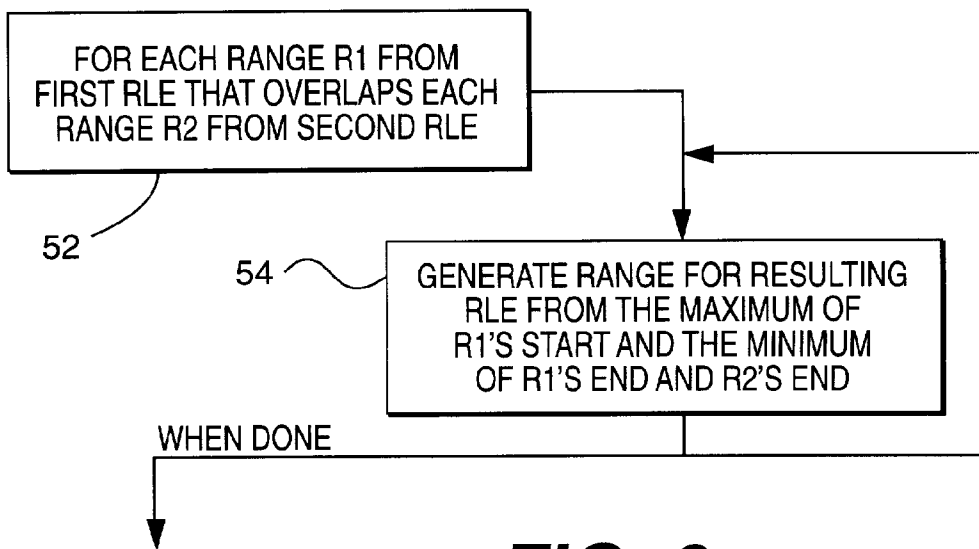 FOR EACH RANGE R1 FROM
FIRST RLE THAT OVERLAPS EACH
RANGE R2 FROM SECOND RLE
52
54
GENERATE RANGE FOR RESULTING
RLE FROM THE MAXIMUM OF
R1'S START AND THE MINIMUM
OF R1'S END AND R2'S END
WHEN DONE